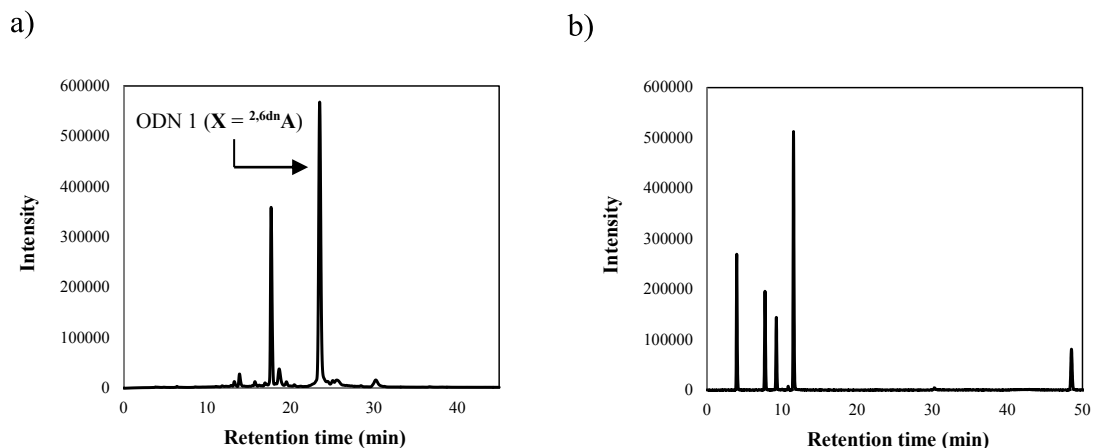 a)
600000
500000
400000
300000
200000
100000
0
Intensity
ODN 1 (X = 2,6dnA)
0 10 20 30 40
Retention time (min)
b)
600000
500000
400000
300000
200000
100000
0
Intensity
0 10 20 30 40 50
Retention time (min)